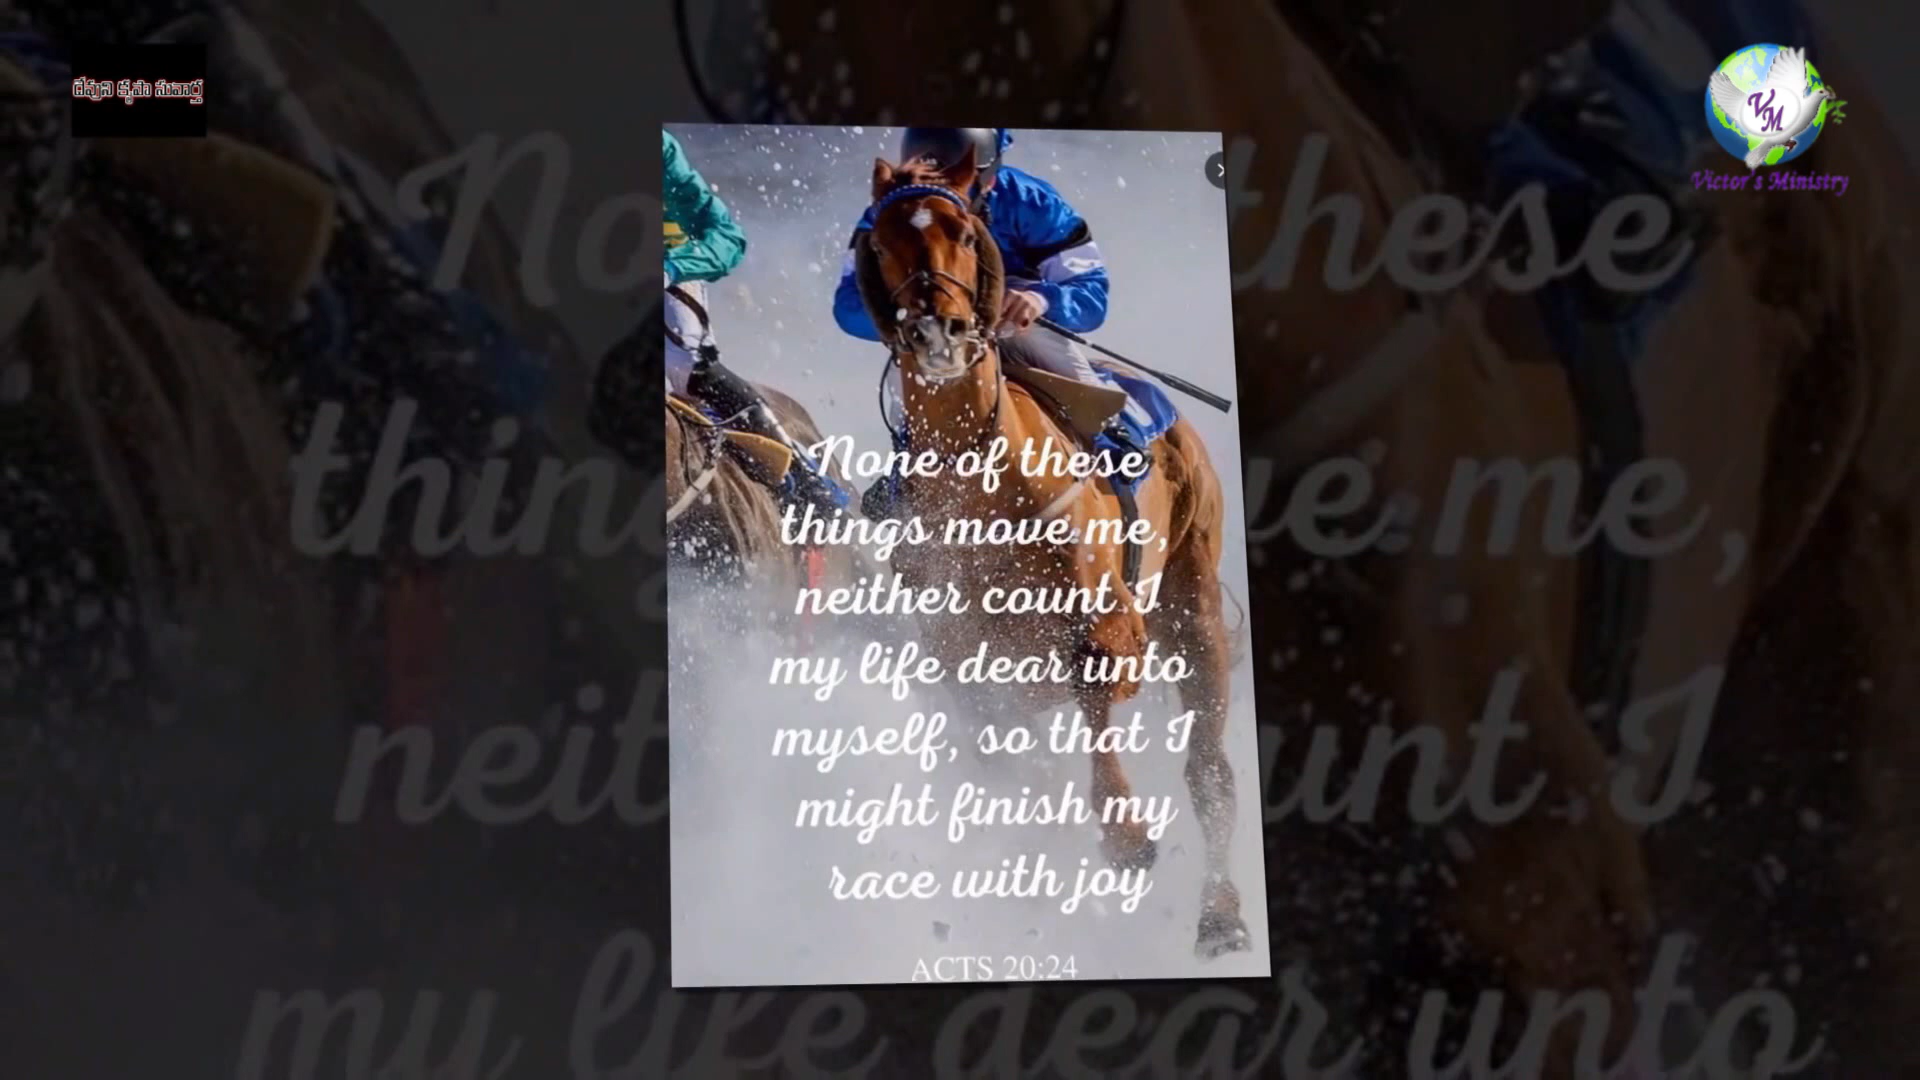 దేవుని కృపా సువార్త
VM
Victor's Ministry
None of these
things move me,
neither count I
my life dear unto
myself, so that I
might finish my
race with joy
ACTS 20:24